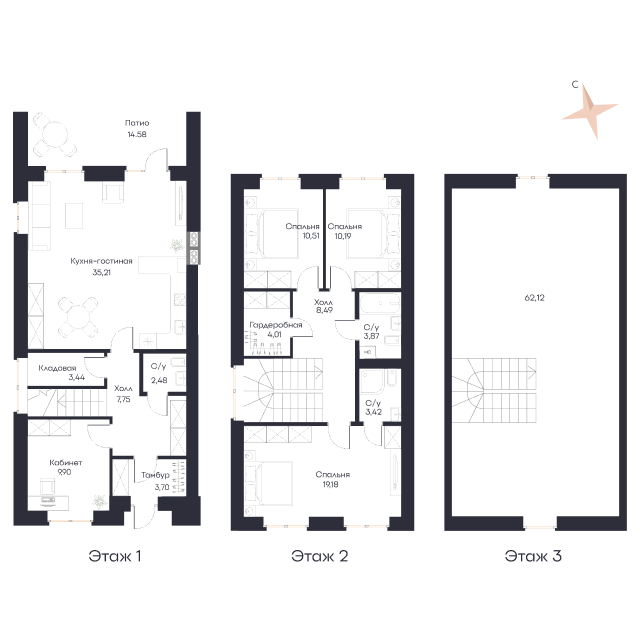 С
Патио
14.58
Кухня-гостиная
35,21
Кладовая
3,44
С/у
2,48
Холл
7,75
Кабинет
9,90
Тамбур
3,70
Этаж 1
Спальня
10,51
Спальня
10,19
Холл
8,49
Гардеробная
4,01
С/у
3,87
С/у
3,42
Спальня
19,18
Этаж 2
62,12
Этаж 3